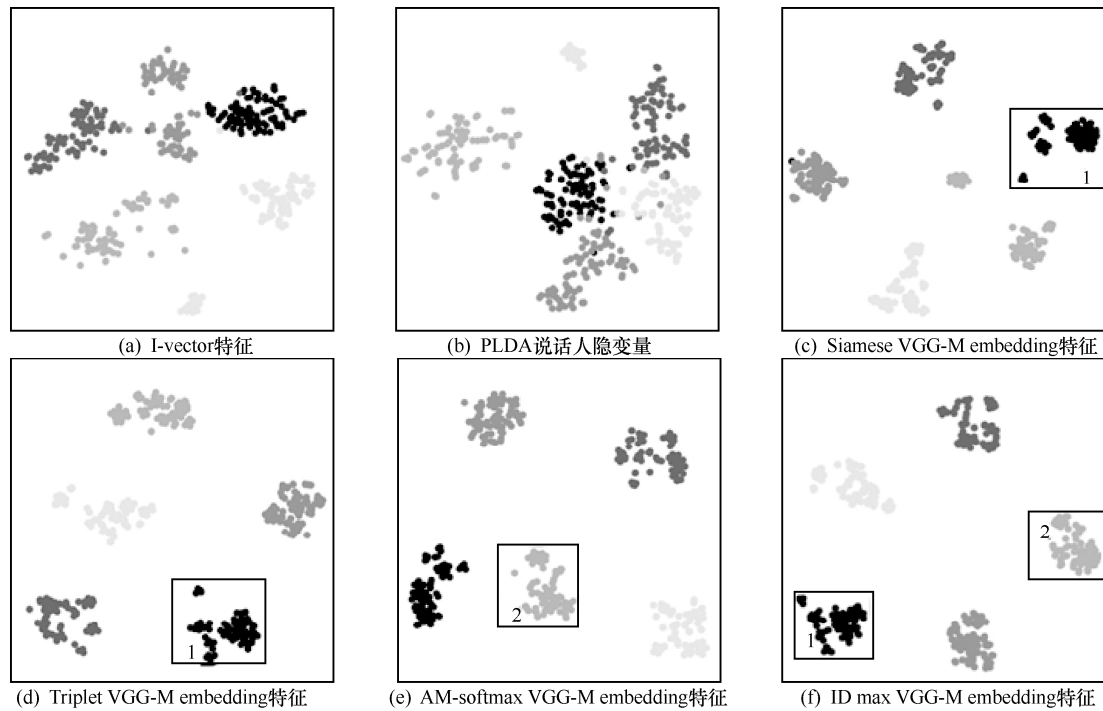 1
(a) I-vector特征
(b) PLDA说话人隐变量
(c) Siamese VGG-M embedding特征
1
2
2
1
(d) Triplet VGG-M embedding特征
(e) AM-softmax VGG-M embedding特征
(f) ID max VGG-M embedding特征